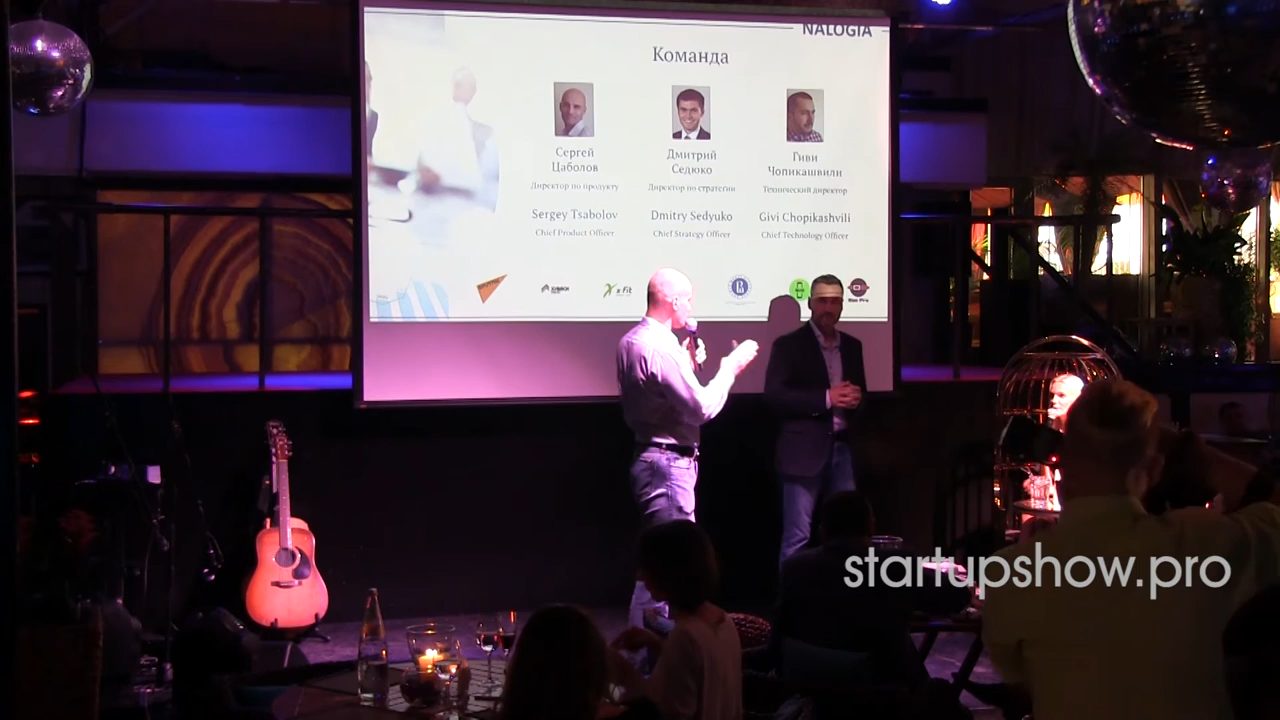 NALOGIA
Команда
Сергей
Цаболов
Директор по продукту
Sergey Tsabolov
Chief Product Officer
Дмитрий
Седюко
Директор по стратегии
Dmitry Sedyuko
Chief Strategy Officer
Гиви
Чопикашвили
Технический директор
Givi Chopikashvili
Chief Technology Officer
x-Fit
startupshow.pro